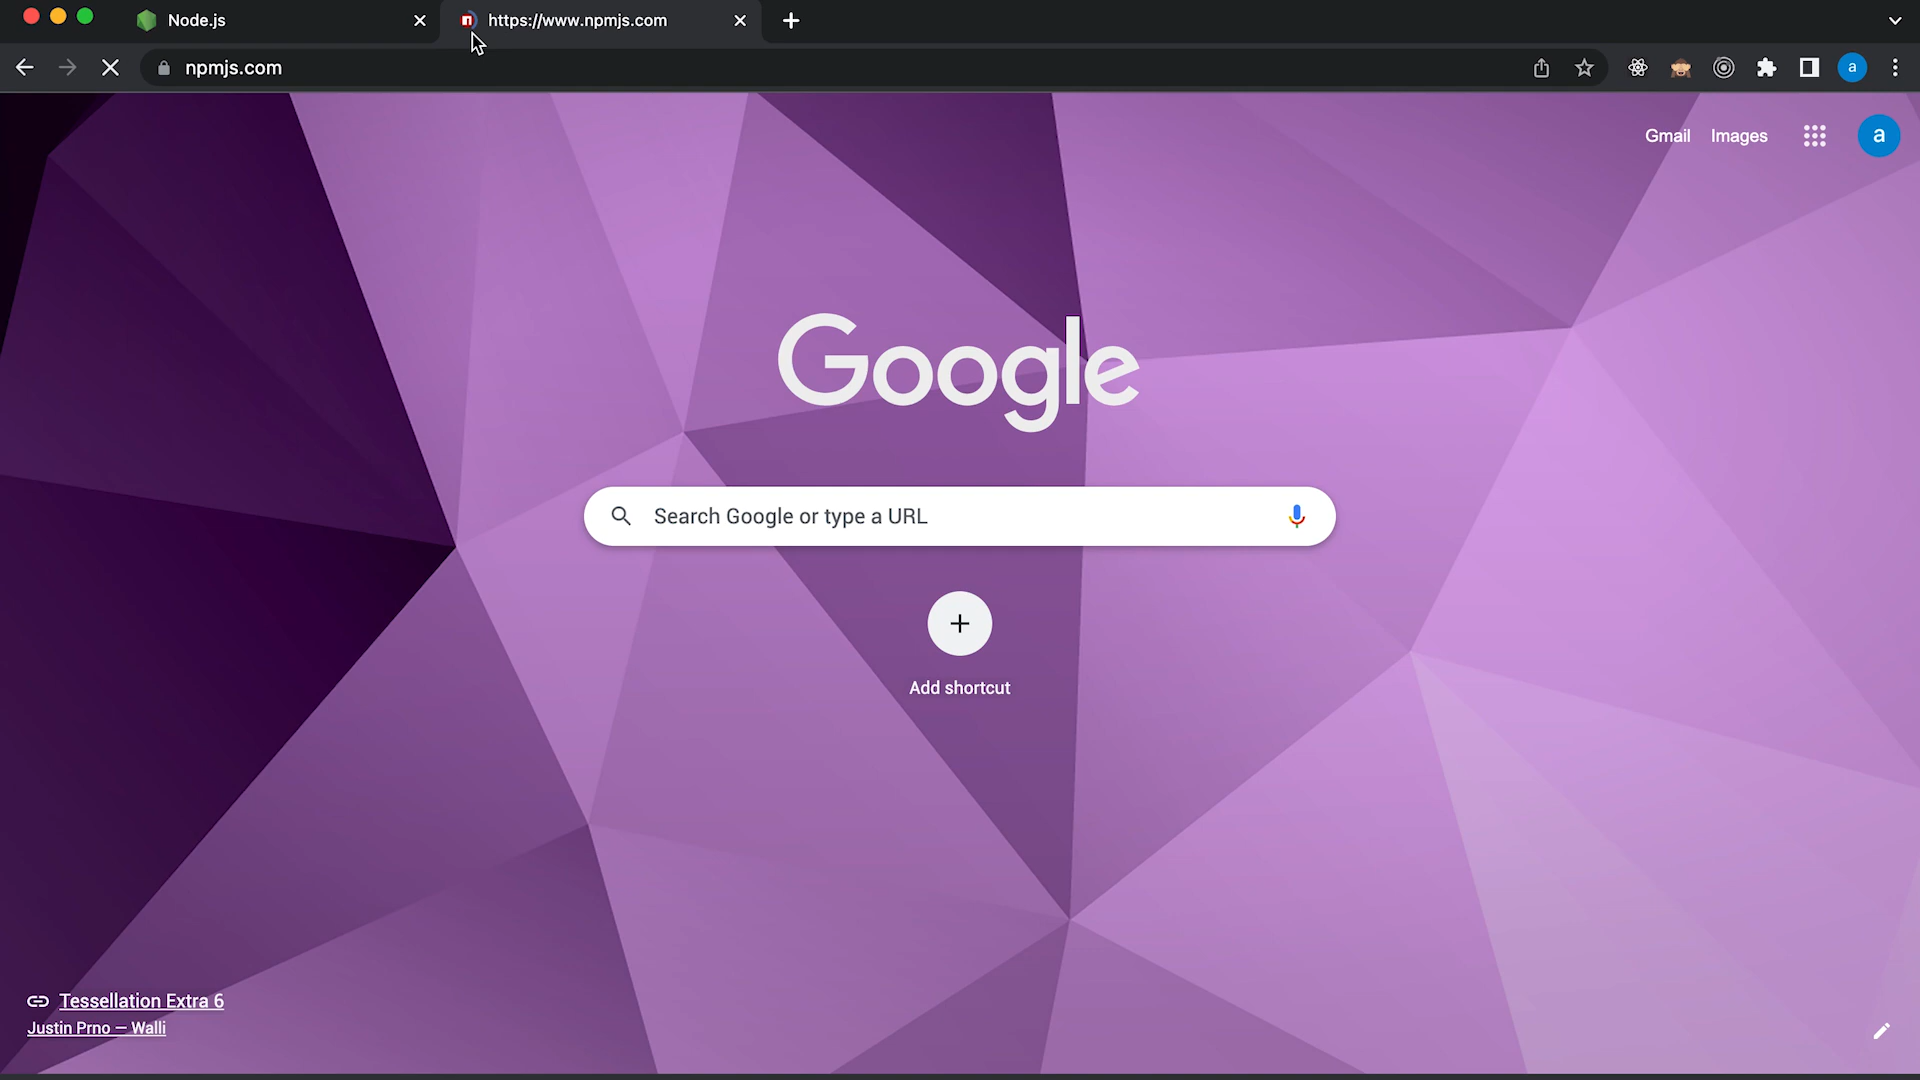 Node.js
https://www.npmjs.com
npmjs.com
a
Gmail
Images
a
Google
Search Google or type a URL
Add shortcut
Tessellation Extra 6
Justin Prno — Walli